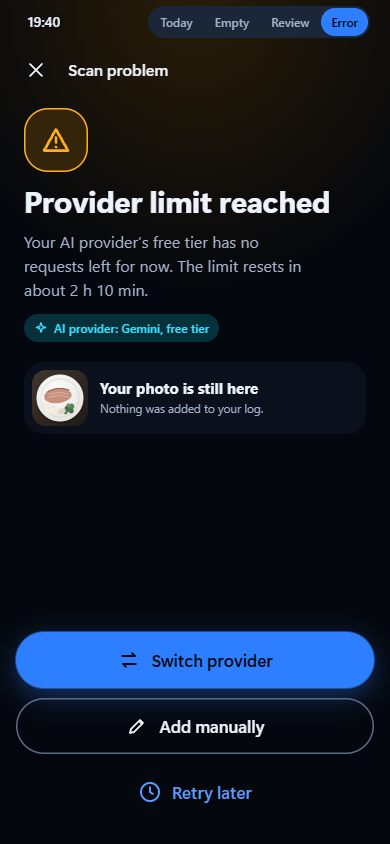 19:40
Today Empty Review Error
Scan problem
Provider limit reached
Your AI provider’s free tier has no
requests left for now. The limit resets in
about 2 h 10 min.
AI provider: Gemini, free tier
Your photo is still here
Nothing was added to your log.
Switch provider
Add manually
Retry later